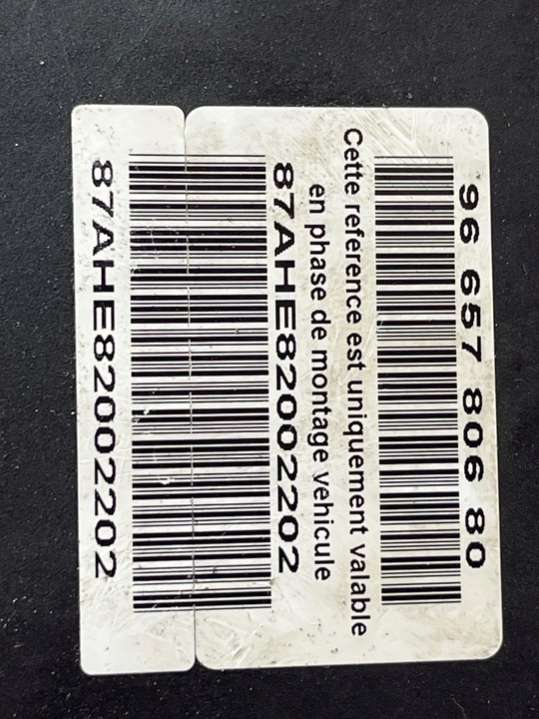 96 657 806 80
Cette reference est uniquement valable
en phase de montage vehicule
87AHE82002202
87AHE82002202